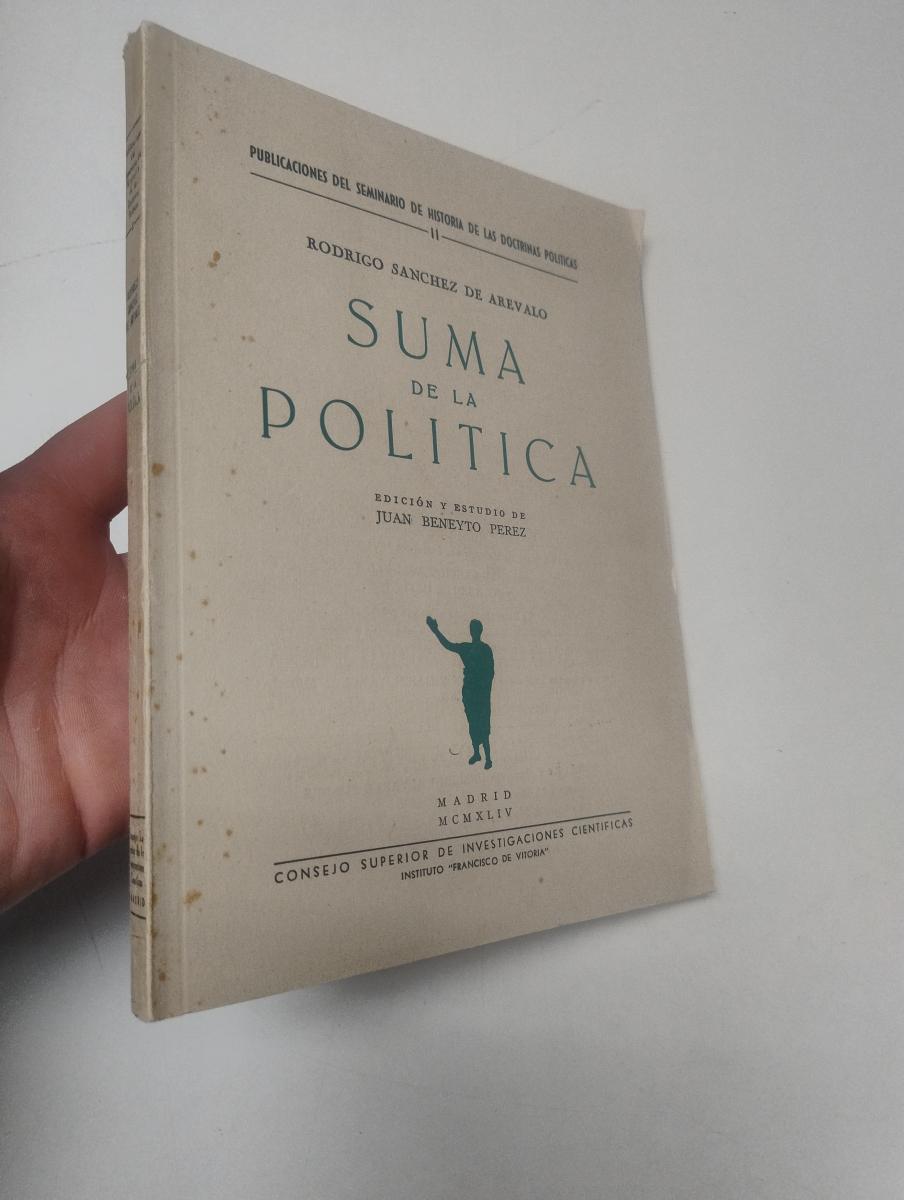 PUBLICACIONES DEL SEMINARIO DE HISTORIA DE LAS DOCTRINAS POLITICAS
II
RODRIGO SANCHEZ DE AREVALO
SUMA
DE LA
POLITICA
EDICIÓN Y ESTUDIO DE
JUAN BENEYTO PEREZ
MADRID
MCMXLIV
CONSEJO SUPERIOR DE INVESTIGACIONES CIENTIFICAS
INSTITUTO "FRANCISCO DE VITORIA"